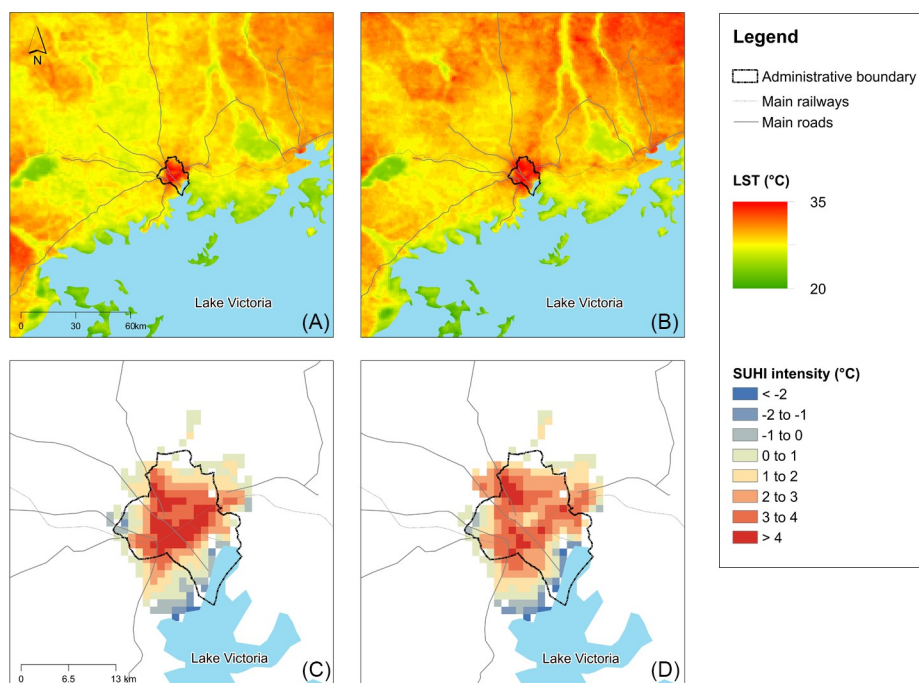 N
Lake Victoria
0 30 60km
(A)
Lake Victoria
(B)
Lake Victoria
0 6.5 13 km
(C)
Lake Victoria
(D)
Legend
Administrative boundary
Main railways
Main roads
LST (°C)
35
20
SUHI intensity (°C)
< -2
-2 to -1
-1 to 0
0 to 1
1 to 2
2 to 3
3 to 4
> 4